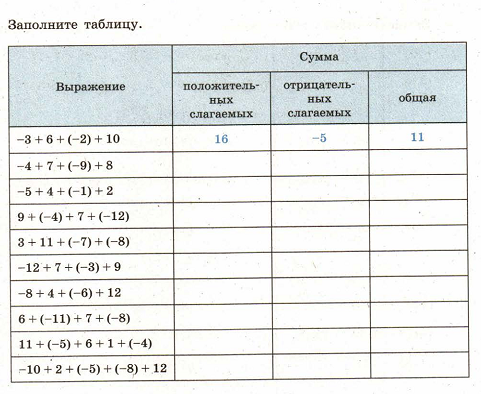 Заполните таблицу.
Выражение
Сумма
положитель-
ных
слагаемых
отрицатель-
ных
слагаемых
общая
−3 + 6 + (−2) + 10 16 −5 11
−4 + 7 + (−9) + 8
−5 + 4 + (−1) + 2
9 + (−4) + 7 + (−12)
3 + 11 + (−7) + (−8)
−12 + 7 + (−3) + 9
−8 + 4 + (−6) + 12
6 + (−11) + 7 + (−8)
11 + (−5) + 6 + 1 + (−4)
−10 + 2 + (−5) + (−8) + 12